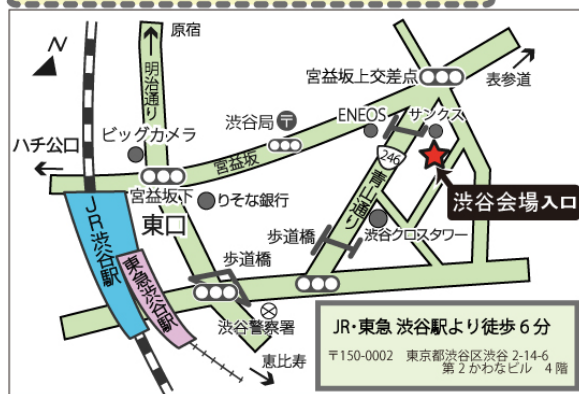 原宿
N
明治通り
宮益坂上交差点
表参道
渋谷局
〒
ENEOS
サンクス
ビッグカメラ
ハチ公口
宮益坂
246
青山通り
渋谷会場入口
宮益坂下
りそな銀行
東口
JR渋谷駅
東急渋谷駅
渋谷クロスタワー
歩道橋
歩道橋
渋谷警察署
恵比寿
JR・東急 渋谷駅より徒歩6分
〒150-0002 東京都渋谷区渋谷 2-14-6
第2かわなビル 4階